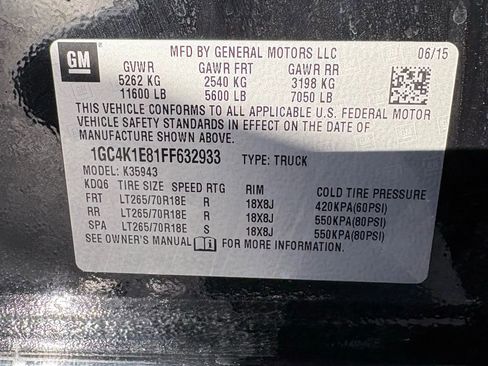 GM
MFD BY GENERAL MOTORS LLC 06/15
GVWR GAWR FRT GAWR RR
5262 KG 2540 KG 3198 KG
11600 LB 5600 LB 7050 LB
THIS VEHICLE CONFORMS TO ALL APPLICABLE U.S. FEDERAL MOTOR
VEHICLE SAFETY STANDARDS IN EFFECT ON THE DATE OF
MANUFACTURE SHOWN ABOVE.
1GC4K1E81FF632933 TYPE: TRUCK
MODEL: K35943
KDQ6 TIRE SIZE SPEED RTG RIM COLD TIRE PRESSURE
FRT LT265/70R18E R 18X8J 420KPA(60PSI)
RR LT265/70R18E R 18X8J 550KPA(80PSI)
SPA LT265/70R18E S 18X8J 550KPA(80PSI)
SEE OWNER'S MANUAL FOR MORE INFORMATION.